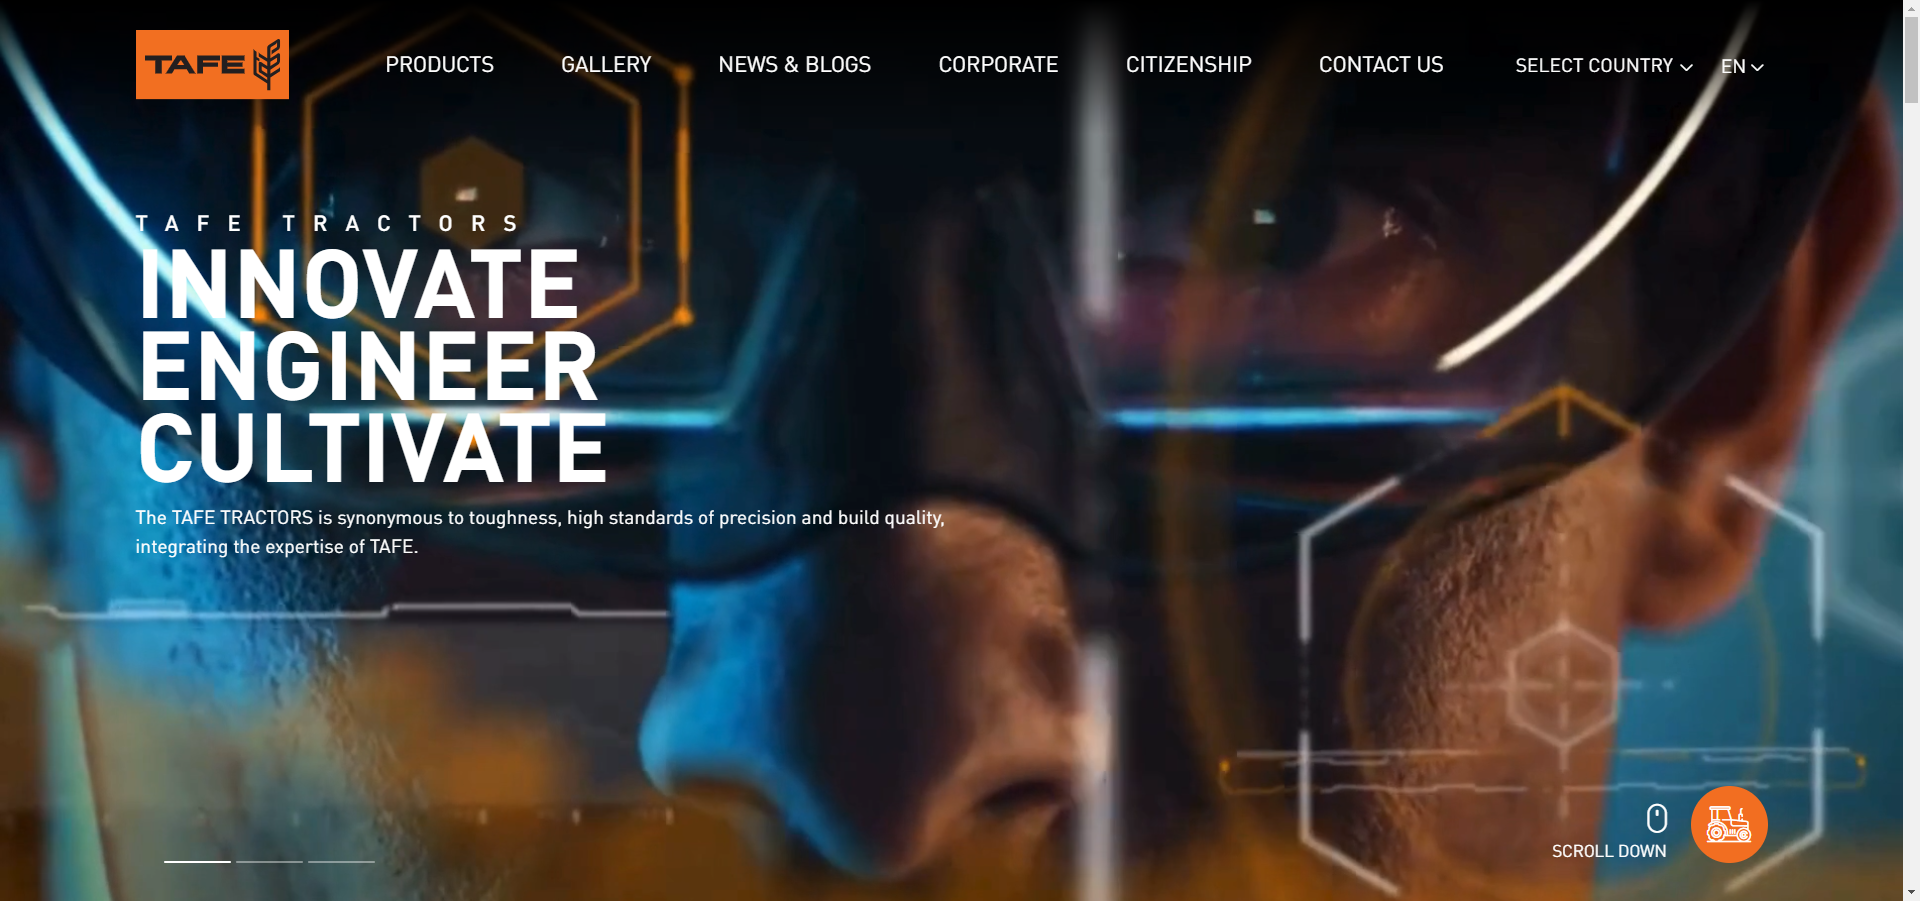 TAFE
PRODUCTS
GALLERY
NEWS & BLOGS
CORPORATE
CITIZENSHIP
CONTACT US
SELECT COUNTRY
EN
TAFE TRACTORS
INNOVATE
ENGINEER
CULTIVATE
The TAFE TRACTORS is synonymous to toughness, high standards of precision and build quality,
integrating the expertise of TAFE.
SCROLL DOWN